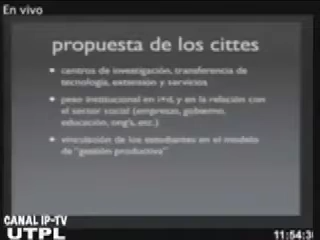 En vivo
propuesta de los cittes
• centros de investigación, transferencia de
tecnología, extensión y servicios
• peso institucional en i+d, y en la relación con
el sector social (empresas, gobierno,
educación, ong's, etc.)
• vinculación de los estudiantes en el modelo
de "gestión productiva"
CANAL IP-TV
UTPL
11:54:3